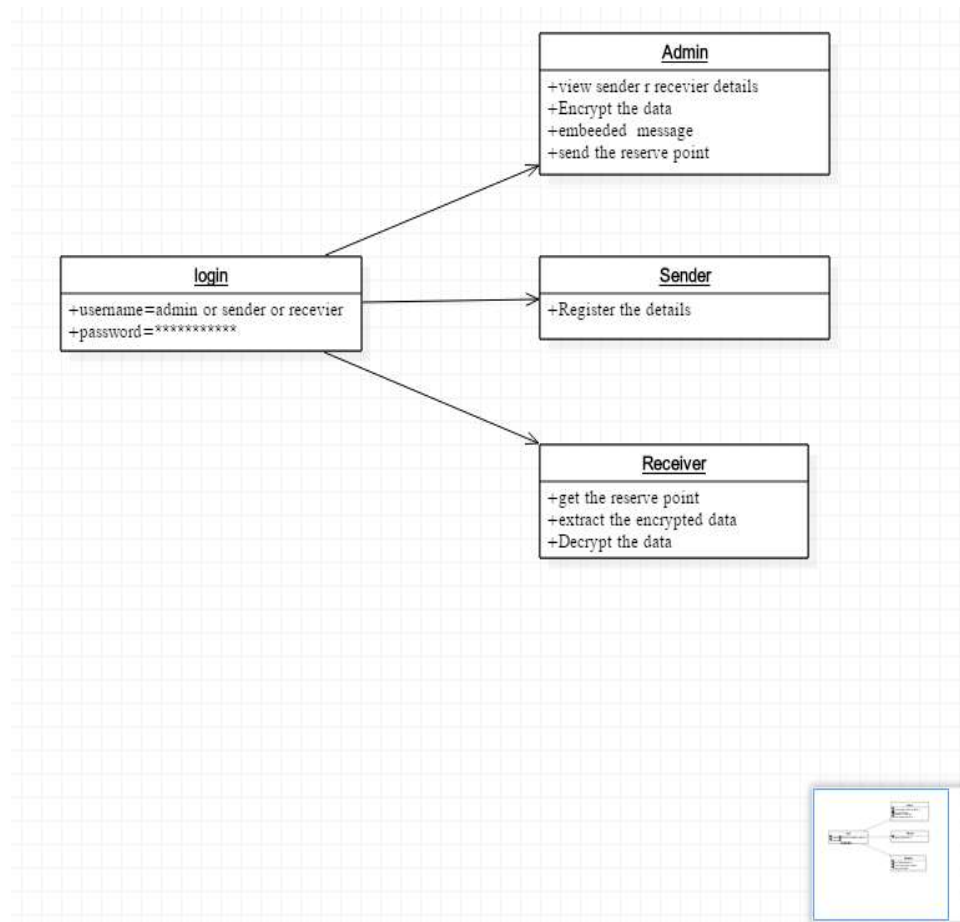 Admin
+view sender r recevier details
+Encrypt the data
+embeeded message
+send the reserve point
login
+username=admin or sender or recevier
+password=***********
Sender
+Register the details
Receiver
+get the reserve point
+extract the encrypted data
+Decrypt the data